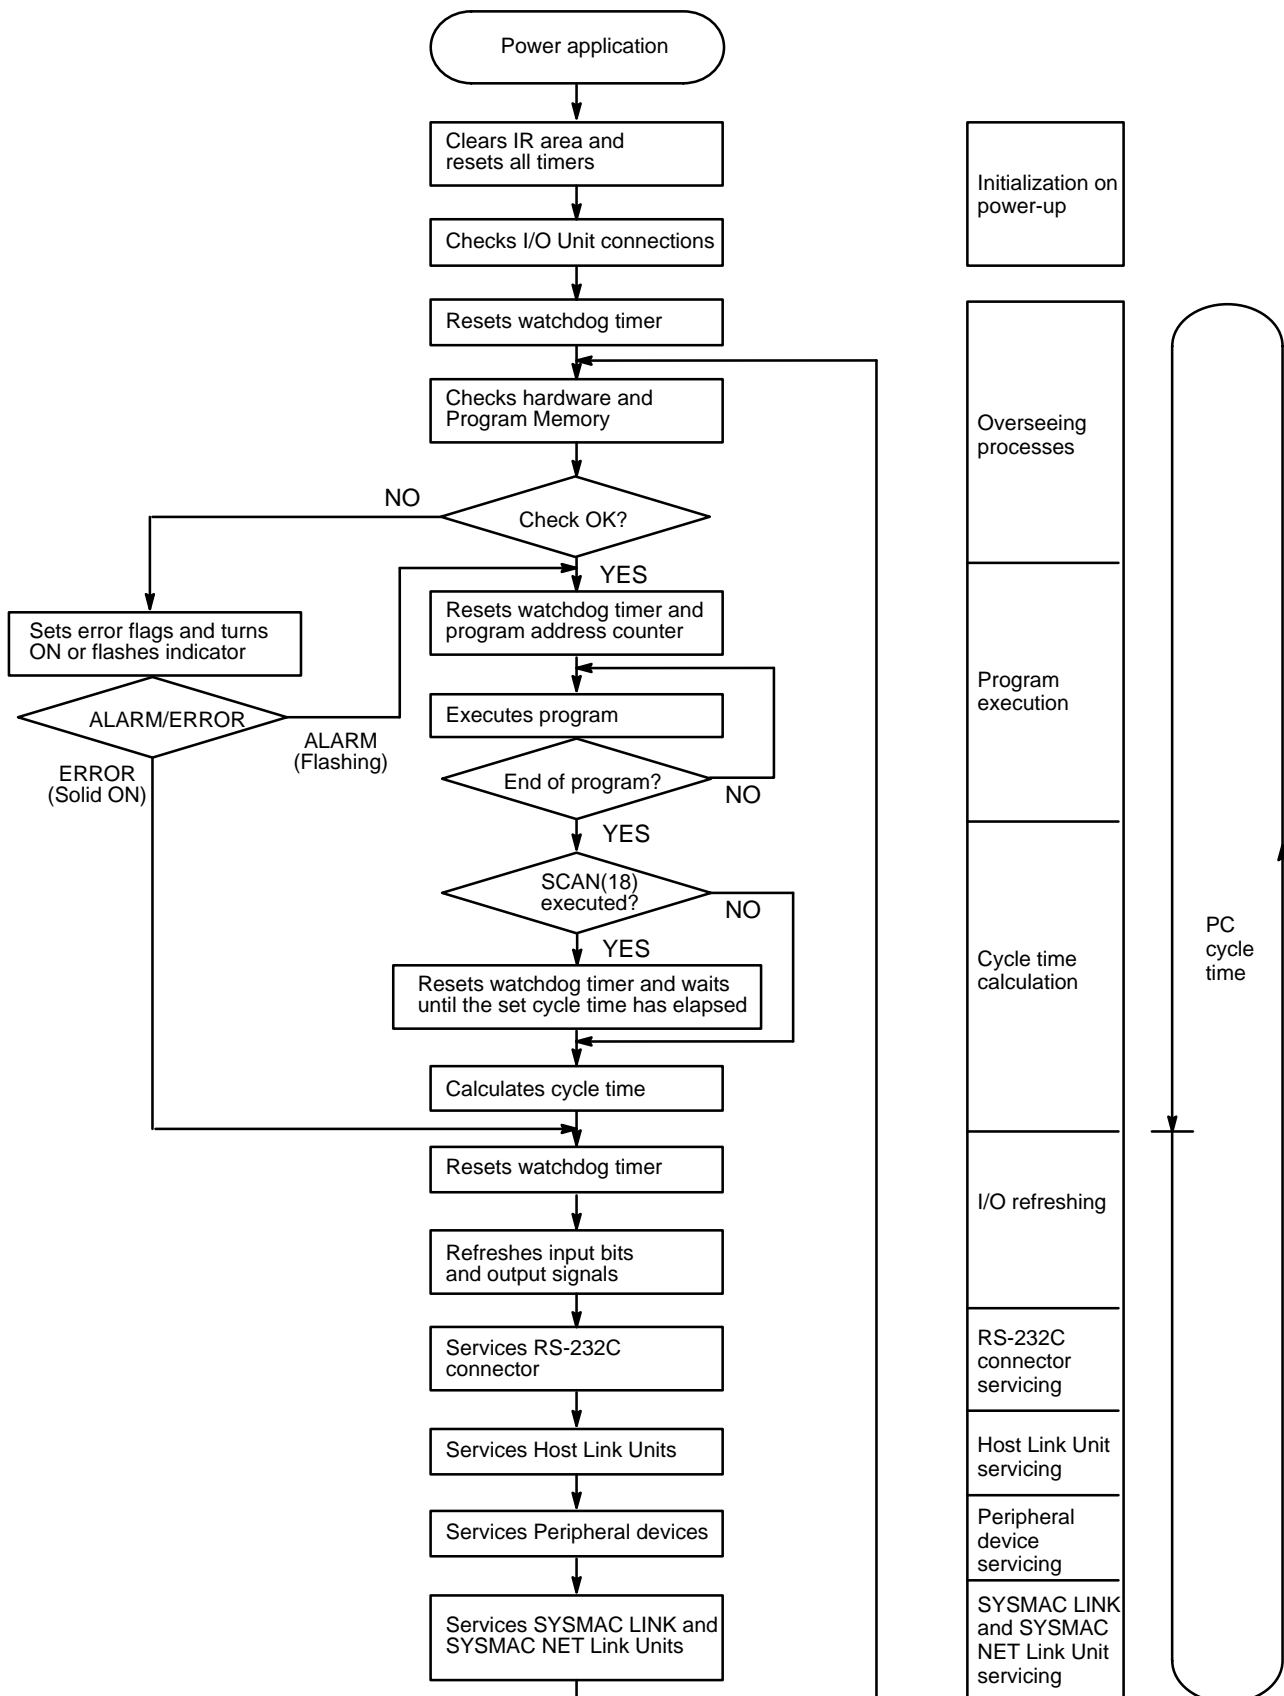 Power application
Clears IR area and
resets all timers
Checks I/O Unit connections
Resets watchdog timer
Checks hardware and
Program Memory
NO
Check OK?
YES
Sets error flags and turns
ON or flashes indicator
ALARM/ERROR
ALARM
(Flashing)
ERROR
(Solid ON)
Resets watchdog timer and
program address counter
Executes program
End of program?
NO
YES
SCAN(18)
executed?
NO
YES
Resets watchdog timer and waits
until the set cycle time has elapsed
Calculates cycle time
Resets watchdog timer
Refreshes input bits
and output signals
Services RS-232C
connector
Services Host Link Units
Services Peripheral devices
Services SYSMAC LINK and
SYSMAC NET Link Units
Initialization on
power-up
Overseeing
processes
Program
execution
Cycle time
calculation
I/O refreshing
RS-232C
connector
servicing
Host Link Unit
servicing
Peripheral
device
servicing
SYSMAC LINK
and SYSMAC
NET Link Unit
servicing
PC
cycle
time